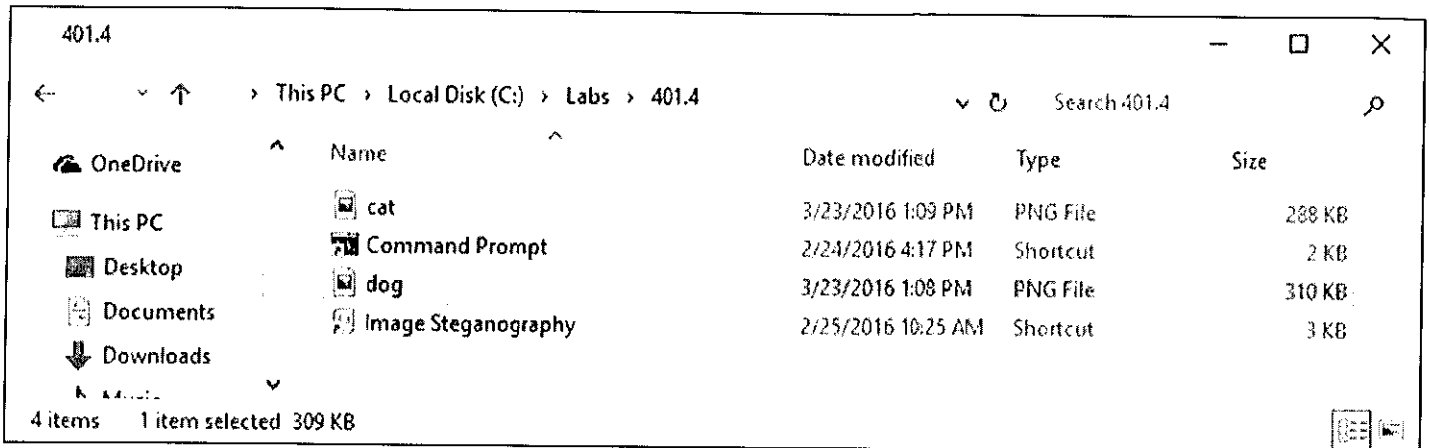 401.4
This PC › Local Disk (C:) › Labs › 401.4 Search 401.4
Name Date modified Type Size
OneDrive
This PC
Desktop
Documents
Downloads
cat 3/23/2016 1:09 PM PNG File 288 KB
Command Prompt 2/24/2016 4:17 PM Shortcut 2 KB
dog 3/23/2016 1:08 PM PNG File 310 KB
Image Steganography 2/25/2016 10:25 AM Shortcut 3 KB
4 items 1 item selected 309 KB